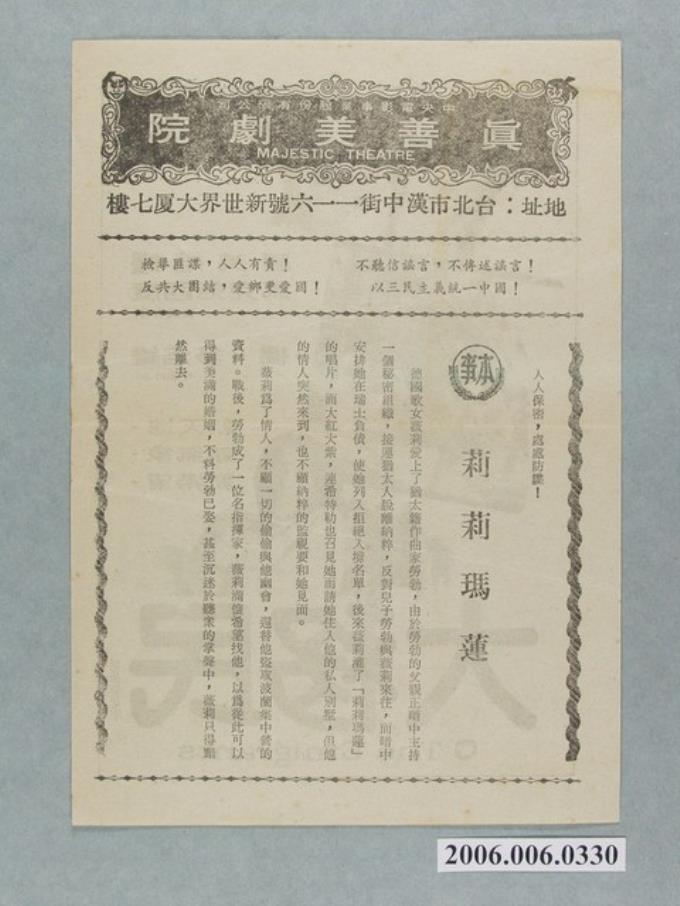 中央電影事業股份有限公司
真善美劇院
MAJESTIC THEATRE
地址：台北市漢中街一一六號新世界大厦七樓
檢舉匪諜，人人有責！
不聽信謠言，不傳述謠言！
反共大團結，愛鄉更愛國！
以三民主義統一中國！
人人保密，處處防諜！
本事
莉莉瑪蓮
德國歌女薇莉愛上了猶太籍作曲家勞勃，由於勞勃的父親正暗中主持
一個秘密組織，接運猶太人脫離納粹，反對兒子勞勃與薇莉來往，而暗中
安排她在瑞士負債，使她列入拒絕入境名單，後來薇莉灌了「莉莉瑪蓮」
的唱片，而大紅大紫，連希特勒也召見她而請她住入他的私人別墅，但他
的情人突然來到，也不顧納粹的監視要和她見面。
薇莉爲了情人，不顧一切的偷偷與他幽會，還替他盜取波蘭集中營的
資料。戰後，勞勃成了一位名指揮家，薇莉滿懷希望找他，以爲從此可以
得到美滿的婚姻，不料勞勃已娶，甚至沉迷於聽衆的掌聲中，薇莉只得黯
然離去。
2006.006.0330